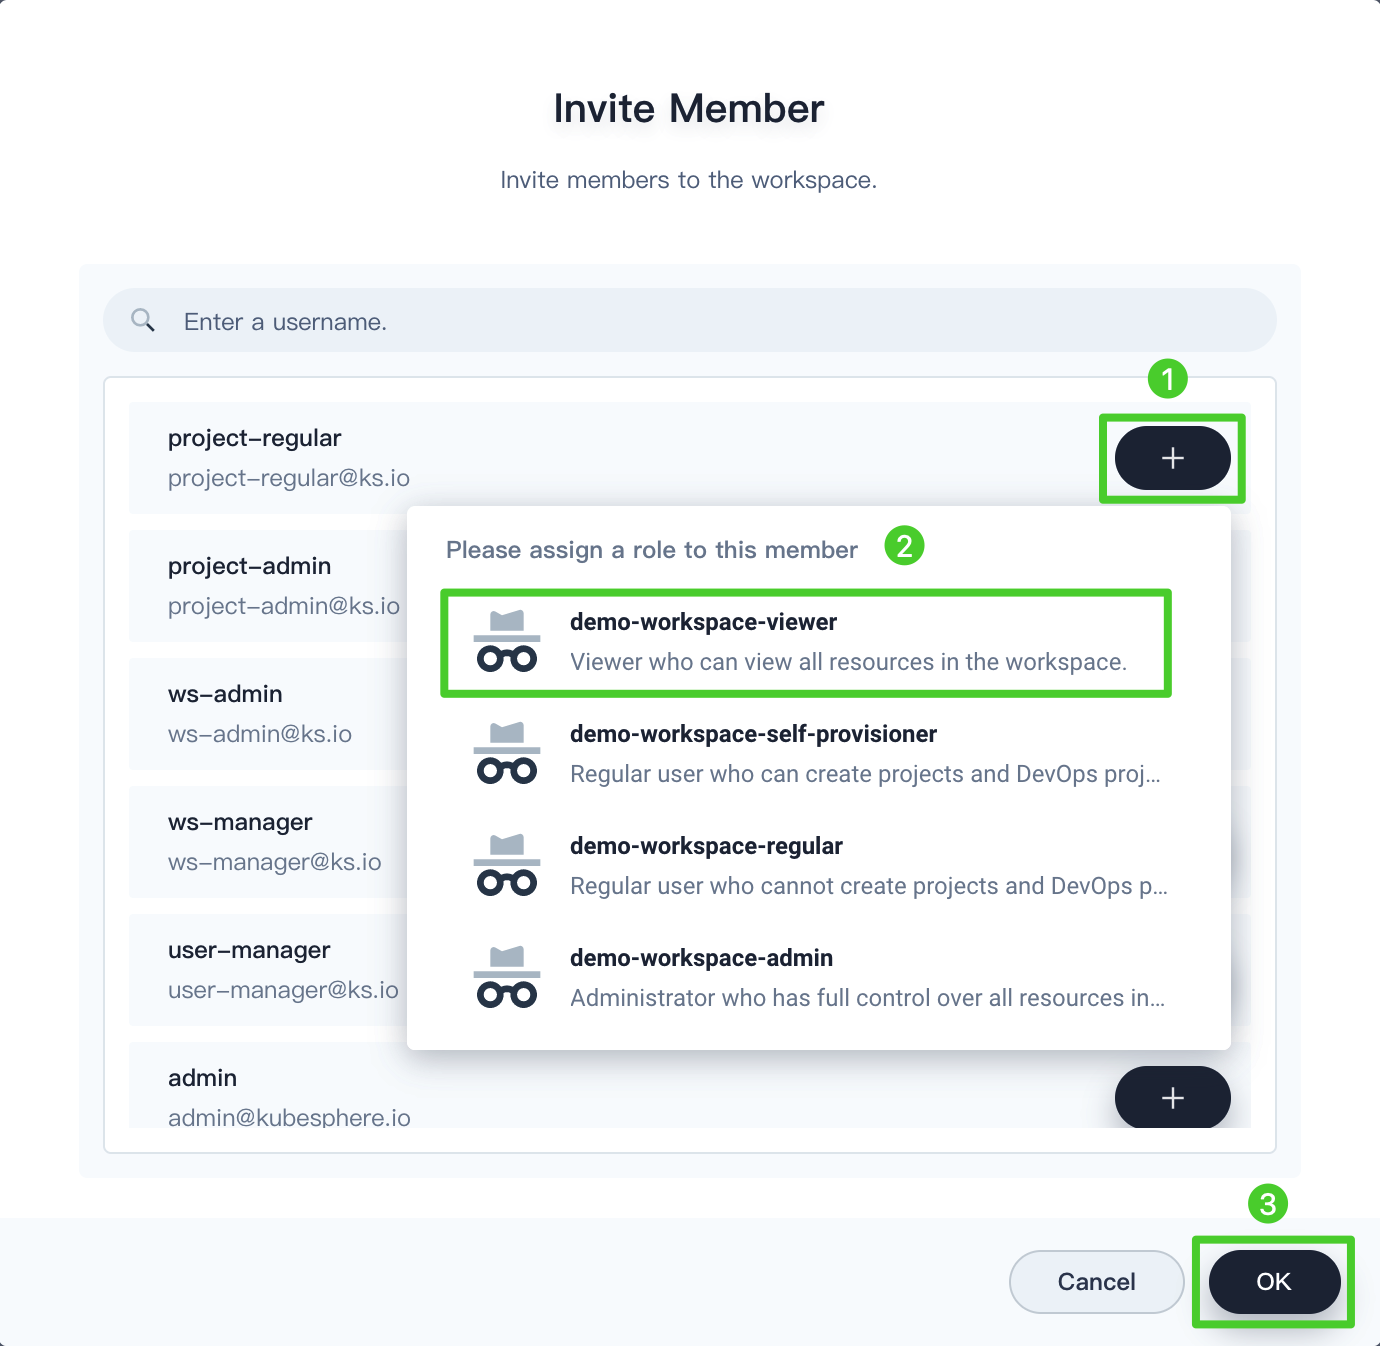 Invite Member
Invite members to the workspace.
Enter a username.
1
project-regular
project-regular@ks.io
+
Please assign a role to this member
2
demo-workspace-viewer
Viewer who can view all resources in the workspace.
demo-workspace-self-provisioner
Regular user who can create projects and DevOps proj...
demo-workspace-regular
Regular user who cannot create projects and DevOps p...
demo-workspace-admin
Administrator who has full control over all resources in...
project-admin
project-admin@ks.io
ws-admin
ws-admin@ks.io
ws-manager
ws-manager@ks.io
user-manager
user-manager@ks.io
admin
admin@kubesphere.io
+
3
Cancel
OK